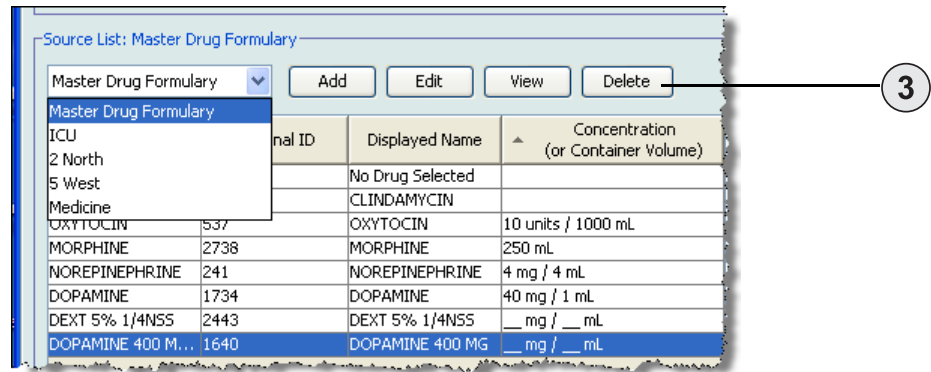 Source List: Master Drug Formulary
Master Drug Formulary Add Edit View Delete
3
Master Drug Formulary
ICU
2 North
5 West
Medicine
nal ID Displayed Name Concentration
(or Container Volume)
No Drug Selected
CLINDAMYCIN
OXYTOCIN 537 OXYTOCIN 10 units / 1000 mL
MORPHINE 2738 MORPHINE 250 mL
NOREPINEPHRINE 241 NOREPINEPHRINE 4 mg / 4 mL
DOPAMINE 1734 DOPAMINE 40 mg / 1 mL
DEXT 5% 1/4NSS 2443 DEXT 5% 1/4NSS __ mg / __ mL
DOPAMINE 400 M... 1640 DOPAMINE 400 MG __ mg / __ mL